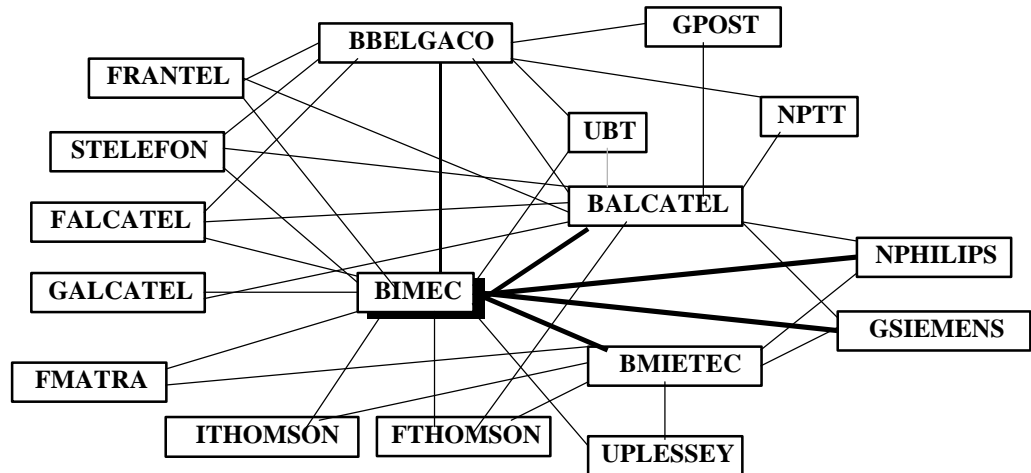 GPOST
BBELGACO
FRANTEL
NPTT
UBT
STELEFON
BALCATEL
FALCATEL
NPHILIPS
GALCATEL
BIMEC
GSIEMENS
BMIETEC
FMATRA
ITHOMSON
FTHOMSON
UPLESSEY